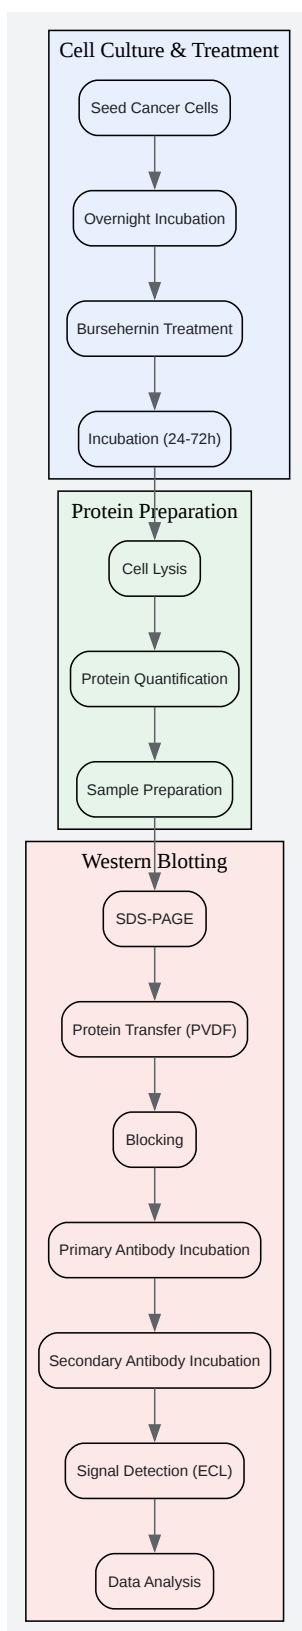 Cell Culture & Treatment
Seed Cancer Cells
Overnight Incubation
Bursehernin Treatment
Incubation (24-72h)
Protein Preparation
Cell Lysis
Protein Quantification
Sample Preparation
Western Blotting
SDS-PAGE
Protein Transfer (PVDF)
Blocking
Primary Antibody Incubation
Secondary Antibody Incubation
Signal Detection (ECL)
Data Analysis